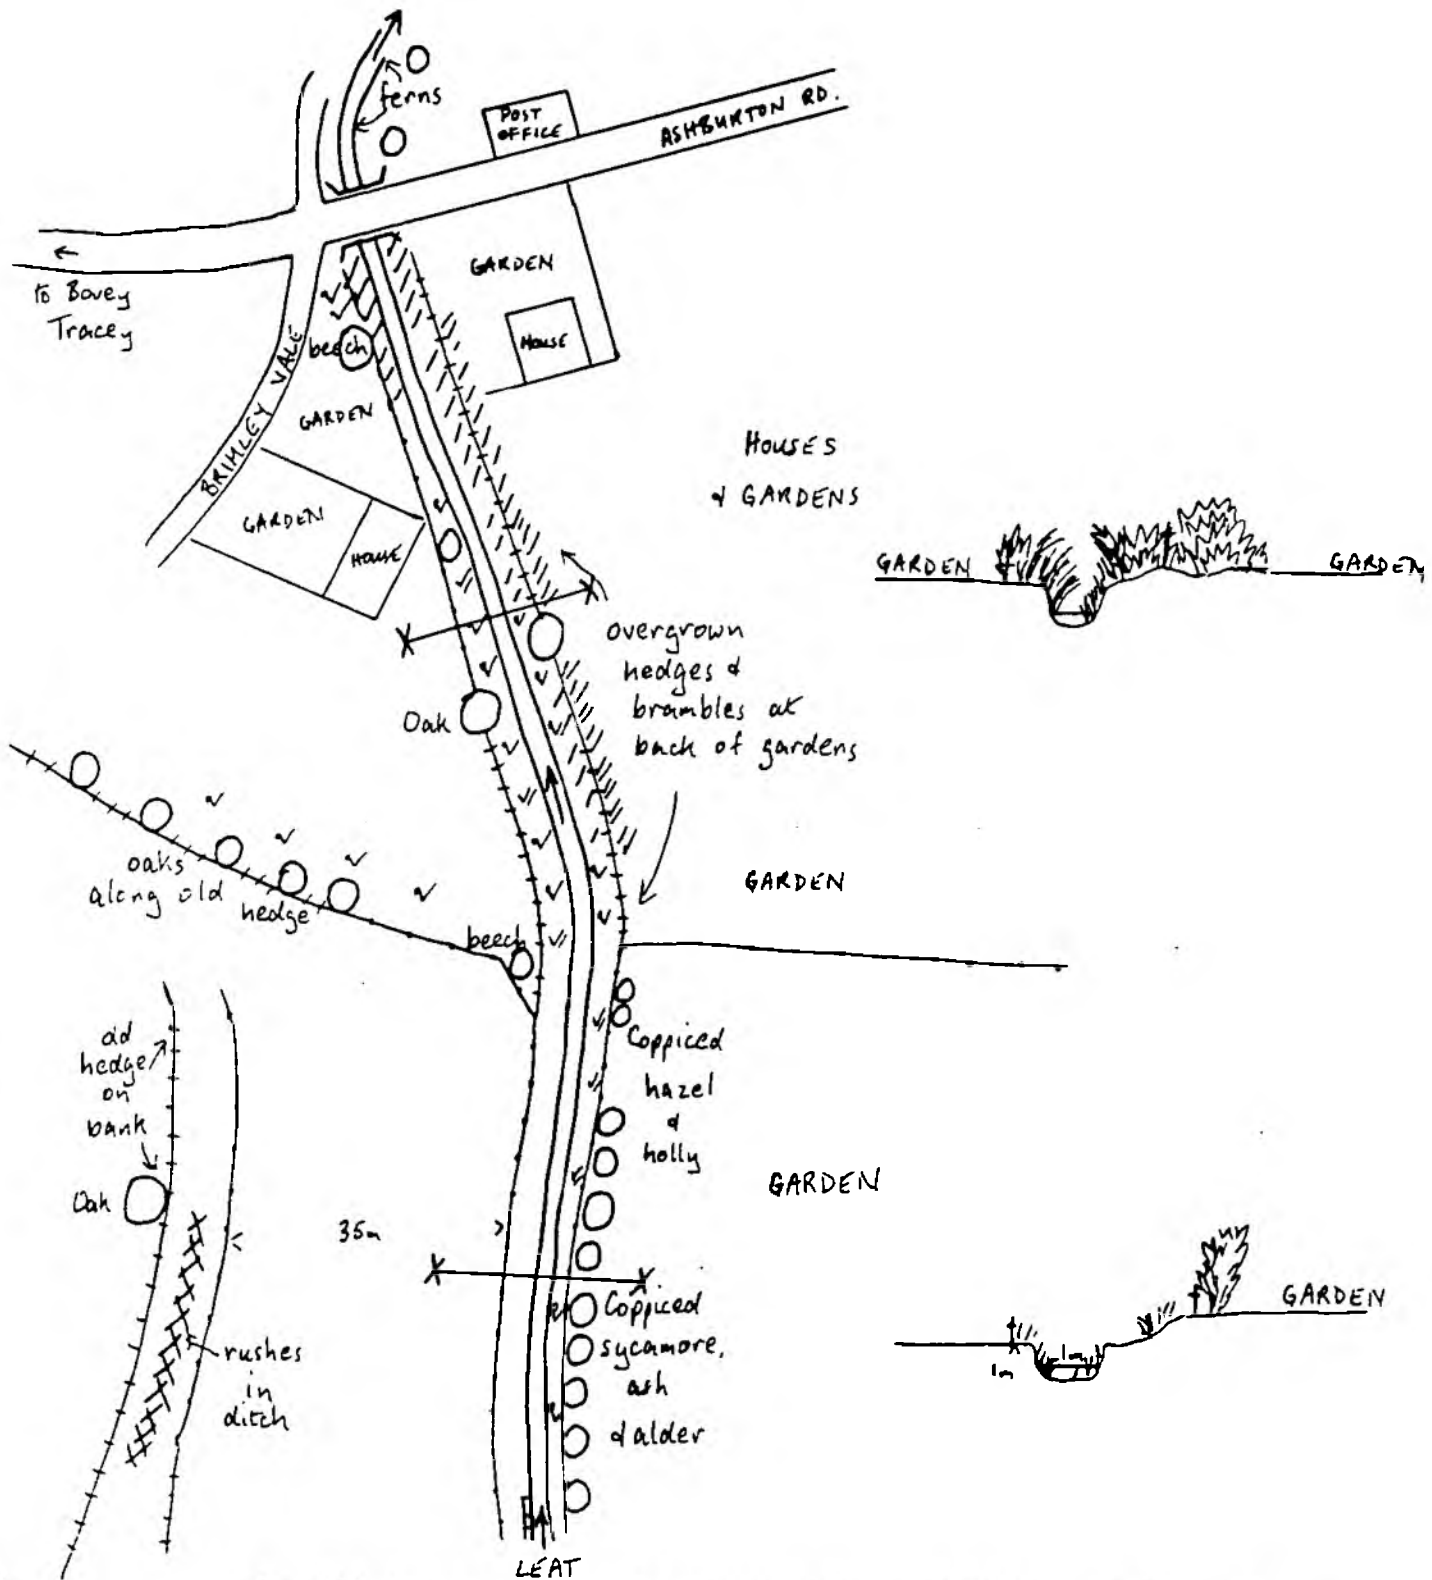 ferns
POST
OFFICE
ASHBURTON RD.
to Bovey
Tracey
GARDEN
HOUSE
beech
BRIMLEY VALE
GARDEN
GARDEN
HOUSE
HOUSES
& GARDENS
GARDEN
GARDEN
overgrown
hedges &
brambles at
back of gardens
Oak
oaks
along old
hedge
beech
GARDEN
old
hedge
on
bank
Oak
Coppiced
hazel
&
holly
GARDEN
35m
Coppiced
sycamore,
ash
& alder
rushes
in
ditch
GARDEN
1m
1m
LEAT